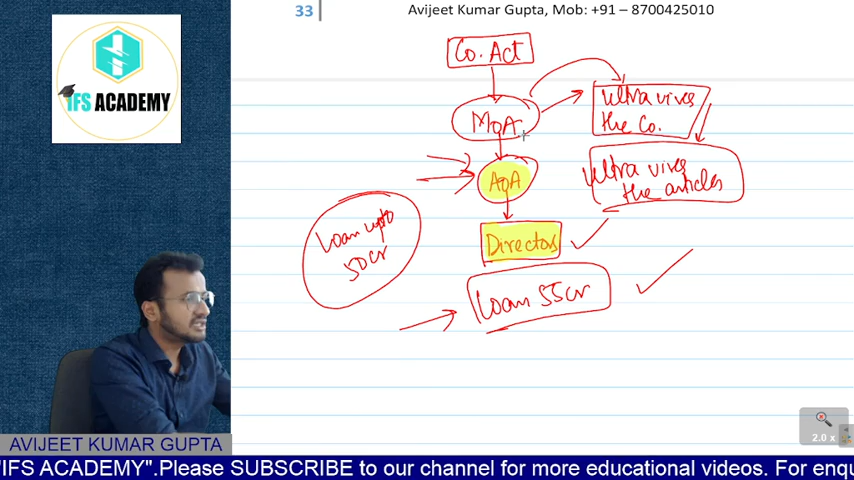 33
Avijeet Kumar Gupta, Mob: +91 – 8700425010
IFS ACADEMY
Co. Act
MOA
Ultra vires
the Co.
AOA
Ultra vires
the articles
Loan upto
50cr
Directors
Loan 55cr
2.0 x
AVIJEET KUMAR GUPTA
"IFS ACADEMY".Please SUBSCRIBE to our channel for more educational videos. For enqu